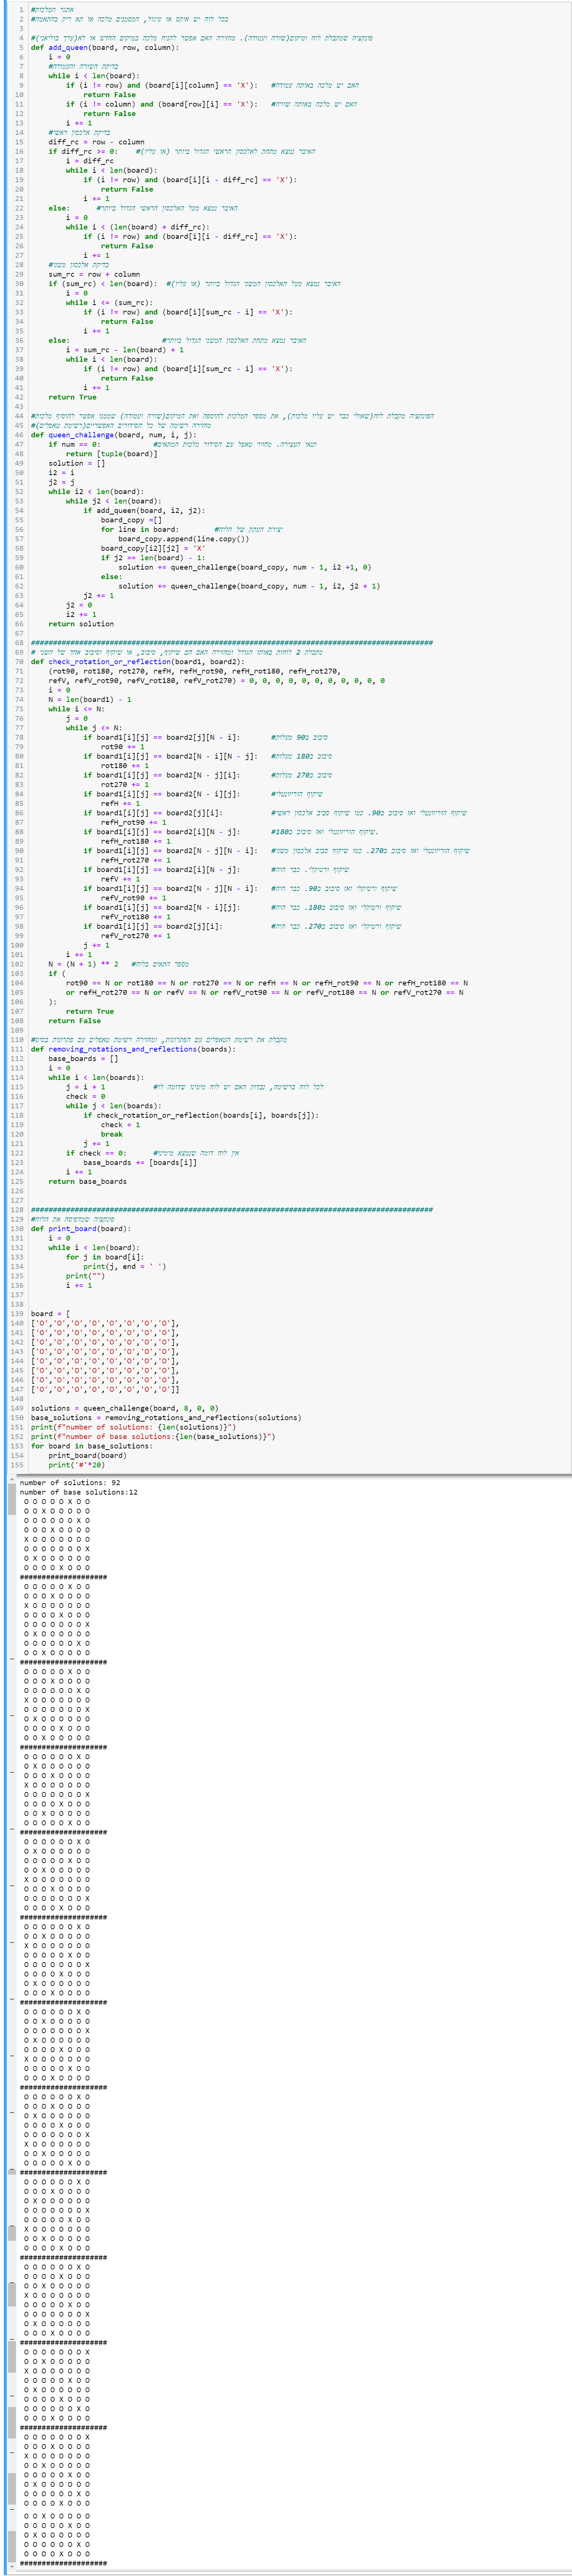 1 #אתגר המלכות
2 #בכל לוח יש איקס או עיגול, המסמנים מלכה או תא ריק בהתאמה
3
4 #פונקציה שמקבלת לוח ומיקום(שורה ועמודה). מחזירה האם אפשר להניח מלכה במיקום החדש או לא(ערך בוליאני)
5 def add_queen(board, row, column):
6 i = 0
7 #בדיקת השורה והעמודה
8 while i < len(board):
9 if (i != row) and (board[i][column] == 'X'): #האם יש מלכה באותה עמודה
10 return False
11 if (i != column) and (board[row][i] == 'X'): #האם יש מלכה באותה שורה
12 return False
13 i += 1
14 #בדיקת אלכסון ראשי
15 diff_rc = row - column
16 if diff_rc >= 0: #האיבר נמצא מתחת לאלכסון הראשי הגדול ביותר (או עליו)
17 i = diff_rc
18 while i < len(board):
19 if (i != row) and (board[i][i - diff_rc] == 'X'):
20 return False
21 i += 1
22 else: #האיבר נמצא מעל האלכסון הראשי הגדול ביותר
23 i = 0
24 while i < (len(board) + diff_rc):
25 if (i != row) and (board[i][i - diff_rc] == 'X'):
26 return False
27 i += 1
28 #בדיקת אלכסון משני
29 sum_rc = row + column
30 if (sum_rc) < len(board): #האיבר נמצא מעל האלכסון המשני הגדול ביותר (או עליו)
31 i = 0
32 while i <= (sum_rc):
33 if (i != row) and (board[i][sum_rc - i] == 'X'):
34 return False
35 i += 1
36 else: #האיבר נמצא מתחת האלכסון המשני הגדול ביותר
37 i = sum_rc - len(board) + 1
38 while i < len(board):
39 if (i != row) and (board[i][sum_rc - i] == 'X'):
40 return False
41 i += 1
42 return True
43
44 #הפונקציה מקבלת לוח(שאולי כבר יש עליו מלכות), את מספר המלכות להוספה ואת המיקום(שורה ועמודה) שממנו אפשר להוסיף מלכות
45 #מחזירה רשימה של כל הסידורים האפשריים(רשימת טאפלים)
46 def queen_challenge(board, num, i, j):
47 if num == 0: #תנאי העצירה. מחזיר טאפל עם הסידור מלכות המתאים
48 return [tuple(board)]
49 solution = []
50 i2 = i
51 j2 = j
52 while i2 < len(board):
53 while j2 < len(board):
54 if add_queen(board, i2, j2):
55 board_copy =[]
56 for line in board: #יצירת העתק של הלוח
57 board_copy.append(line.copy())
58 board_copy[i2][j2] = 'X'
59 if j2 == len(board) - 1:
60 solution += queen_challenge(board_copy, num - 1, i2 +1, 0)
61 else:
62 solution += queen_challenge(board_copy, num - 1, i2, j2 + 1)
63 j2 += 1
64 j2 = 0
65 i2 += 1
66 return solution
67
68 ############################################################################################
69 # מקבלת 2 לוחות באותו הגודל ומחזירה האם הם שיקוף, סיבוב, או שיקוף וסיבוב אחד של השני
70 def check_rotation_or_reflection(board1, board2):
71 (rot90, rot180, rot270, refH, refH_rot90, refH_rot180, refH_rot270,
72 refV, refV_rot90, refV_rot180, refV_rot270) = 0, 0, 0, 0, 0, 0, 0, 0, 0, 0, 0
73 i = 0
74 N = len(board1) - 1
75 while i <= N:
76 j = 0
77 while j <= N:
78 if board1[i][j] == board2[j][N - i]: #סיבוב ב90 מעלות
79 rot90 += 1
80 if board1[i][j] == board2[N - i][N - j]: #סיבוב ב180 מעלות
81 rot180 += 1
82 if board1[i][j] == board2[N - j][i]: #סיבוב ב270 מעלות
83 rot270 += 1
84 if board1[i][j] == board2[N - i][j]: #שיקוף הוריזונטלי
85 refH += 1
86 if board1[i][j] == board2[j][i]: #שיקוף הוריזונטלי ואז סיבוב ב90. כמו שיקוף סביב אלכסון ראשי
87 refH_rot90 += 1
88 if board1[i][j] == board2[i][N - j]: #שיקוף הוריזונטלי ואז סיבוב ב180.
89 refH_rot180 += 1
90 if board1[i][j] == board2[N - j][N - i]: #שיקוף הוריזונטלי ואז סיבוב ב270. כמו שיקוף סביב אלכסון משני
91 refH_rot270 += 1
92 if board1[i][j] == board2[i][N - j]: #שיקוף ורטיקלי. כבר היה
93 refV += 1
94 if board1[i][j] == board2[N - j][N - i]: #שיקוף ורטיקלי ואז סיבוב ב90. כבר היה
95 refV_rot90 += 1
96 if board1[i][j] == board2[N - i][j]: #שיקוף ורטיקלי ואז סיבוב ב180. כבר היה
97 refV_rot180 += 1
98 if board1[i][j] == board2[j][i]: #שיקוף ורטיקלי ואז סיבוב ב270. כבר היה
99 refV_rot270 += 1
100 j += 1
101 i += 1
102 N = (N + 1) ** 2 #מספר התאים בלוח
103 if (
104 rot90 == N or rot180 == N or rot270 == N or refH == N or refH_rot90 == N or refH_rot180 == N
105 or refH_rot270 == N or refV == N or refV_rot90 == N or refV_rot180 == N or refV_rot270 == N
106 ):
107 return True
108 return False
109
110 #מקבלת את רשימת הטאפלים עם הפתרונות, ומחזירה רשימת טאפלים עם פתרונות בסיס
111 def removing_rotations_and_reflections(boards):
112 base_boards = []
113 i = 0
114 while i < len(boards):
115 j = i + 1 #לכל לוח ברשימה, נבדוק האם יש לוח מימינו שדומה לו
116 check = 0
117 while j < len(boards):
118 if check_rotation_or_reflection(boards[i], boards[j]):
119 check = 1
120 break
121 j += 1
122 if check == 0: #אין לוח דומה שנמצא מימינו
123 base_boards += [boards[i]]
124 i += 1
125 return base_boards
126
127
128 ############################################################################################
129 #פונקציה שמדפיסה את הלוח
130 def print_board(board):
131 i = 0
132 while i < len(board):
133 for j in board[i]:
134 print(j, end = ' ')
135 print("")
136 i += 1
137
138
139 board = [
140 ['O','O','O','O','O','O','O','O'],
141 ['O','O','O','O','O','O','O','O'],
142 ['O','O','O','O','O','O','O','O'],
143 ['O','O','O','O','O','O','O','O'],
144 ['O','O','O','O','O','O','O','O'],
145 ['O','O','O','O','O','O','O','O'],
146 ['O','O','O','O','O','O','O','O'],
147 ['O','O','O','O','O','O','O','O']]
148
149 solutions = queen_challenge(board, 8, 0, 0)
150 base_solutions = removing_rotations_and_reflections(solutions)
151 print(f"number of solutions: {len(solutions)}")
152 print(f"number of base solutions:{len(base_solutions)}")
153 for board in base_solutions:
154 print_board(board)
155 print('#'*20)
number of solutions: 92
number of base solutions:12
O O O O O X O O
O O X O O O O O
O O O O O O X O
O O O X O O O O
X O O O O O O O
O O O O O O O X
O X O O O O O O
O O O O X O O O
####################
O O O O O X O O
O O O X O O O O
X O O O O O O O
O O O O X O O O
O O O O O O O X
O X O O O O O O
O O O O O O X O
O O X O O O O O
####################
O O O O O X O O
O O O X O O O O
O O O O O O X O
X O O O O O O O
O O O O O O O X
O X O O O O O O
O O O O X O O O
O O X O O O O O
####################
O O O O O O X O
O X O O O O O O
O O O X O O O O
X O O O O O O O
O O O O O O O X
O O O O X O O O
O O X O O O O O
O O O O O X O O
####################
O O O O O O X O
O X O O O O O O
O O O O O X O O
O O X O O O O O
X O O O O O O O
O O O X O O O O
O O O O O O O X
O O O O X O O O
####################
O O O O O O X O
O O X O O O O O
X O O O O O O O
O O O O O X O O
O O O O O O O X
O O O O X O O O
O X O O O O O O
O O O X O O O O
####################
O O O O O O X O
O O X O O O O O
O O O O O O O X
O X O O O O O O
O O O O X O O O
X O O O O O O O
O O O O O X O O
O O O X O O O O
####################
O O O O O O X O
O O O X O O O O
O X O O O O O O
O O O O X O O O
O O O O O O O X
X O O O O O O O
O O X O O O O O
O O O O O X O O
####################
O O O O O O X O
O O O X O O O O
O X O O O O O O
O O O O O O O X
O O O O O X O O
X O O O O O O O
O O X O O O O O
O O O O X O O O
####################
O O O O O O X O
O O O O X O O O
O O X O O O O O
X O O O O O O O
O O O O O X O O
O O O O O O O X
O X O O O O O O
O O O X O O O O
####################
O O O O O O O X
O O X O O O O O
X O O O O O O O
O O O O O X O O
O X O O O O O O
O O O O X O O O
O O O O O O X O
O O O X O O O O
####################
O O O O O O O X
O O O X O O O O
X O O O O O O O
O O X O O O O O
O O O O O X O O
O X O O O O O O
O O O O O O X O
O O O O X O O O
O O X O O O O O
O O O O O X O O
O X O O O O O O
O O O O O O X O
O O O O X O O O
####################